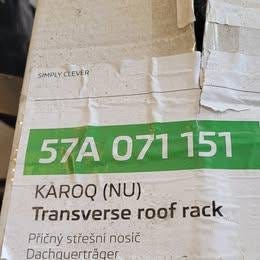 SIMPLY CLEVER
57A 071 151
KAROQ (NU)
Transverse roof rack
Příčný střešní nosič
Dachquerträger